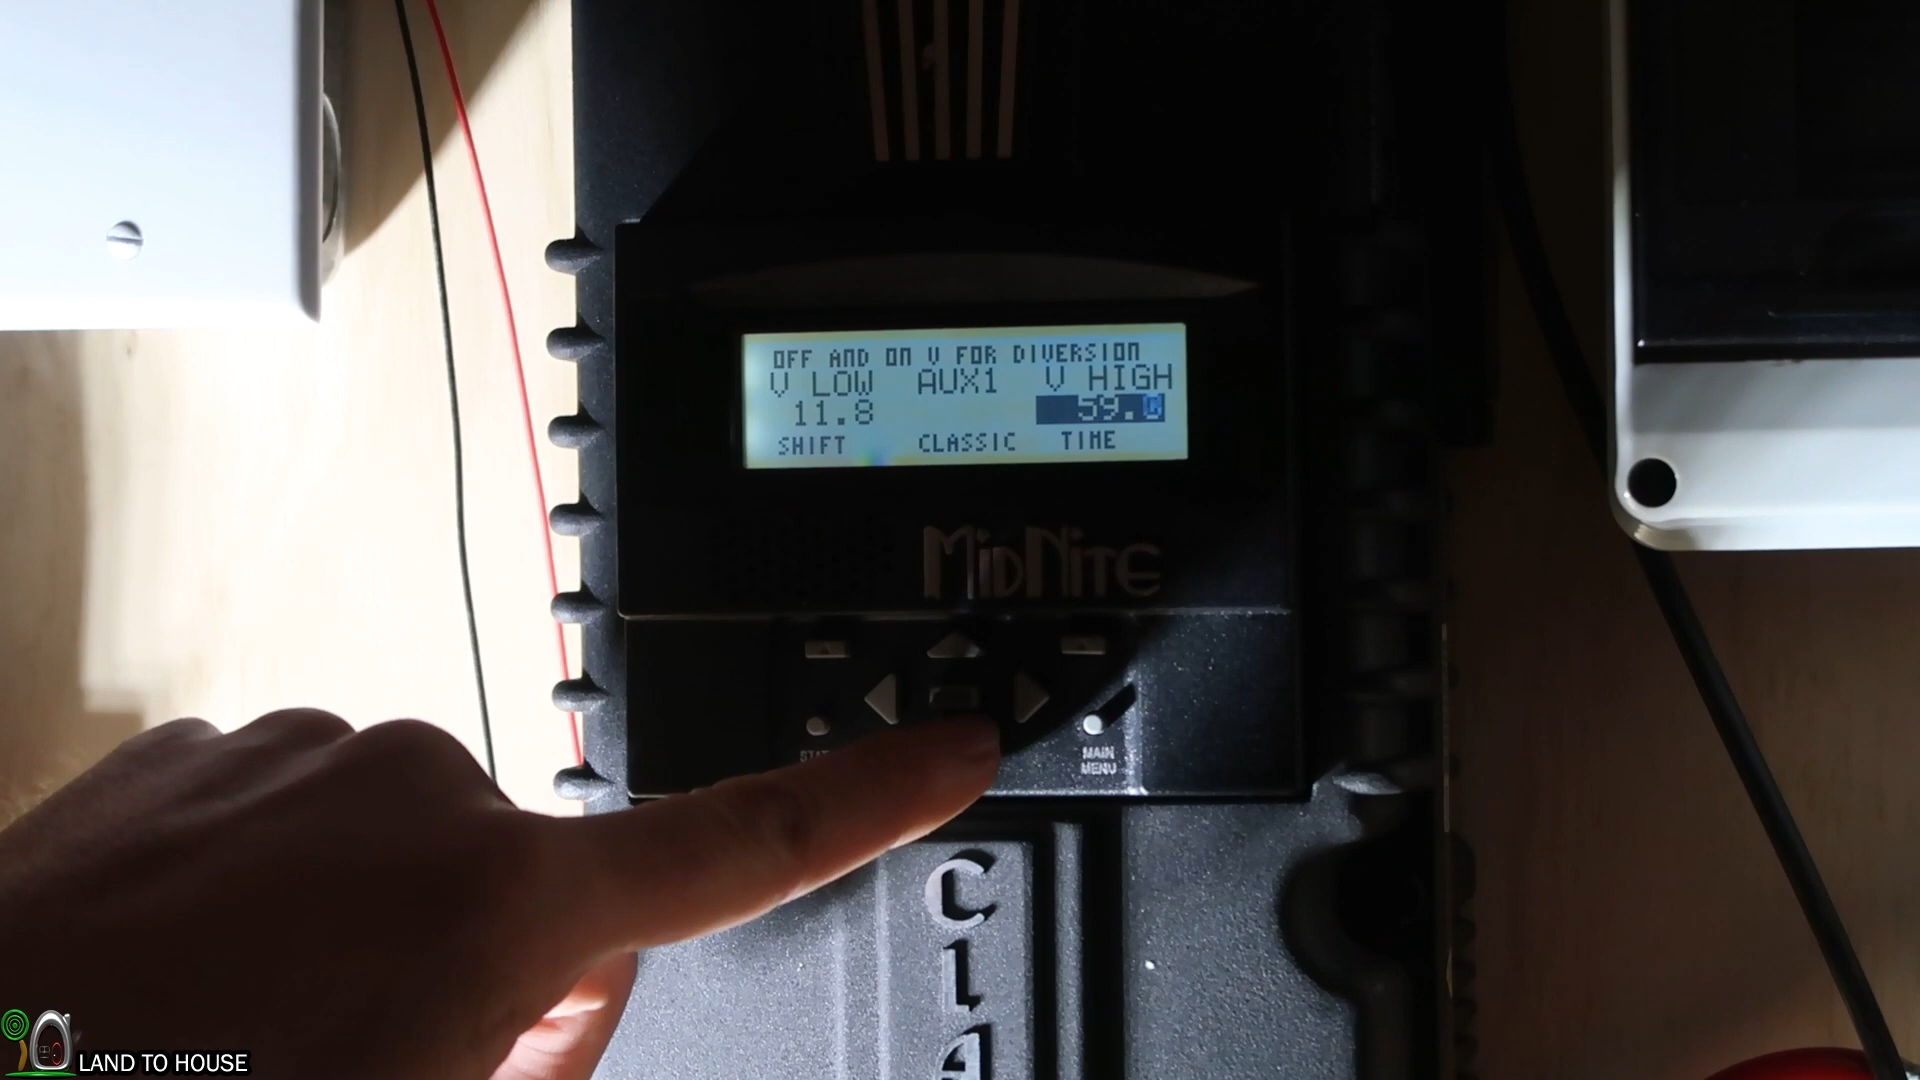 OFF AND ON V FOR DIVERSION
V LOW AUX1 V HIGH
11.8 59.
SHIFT CLASSIC TIME
MIDNITE
MAIN
MENU
Cla
LAND TO HOUSE